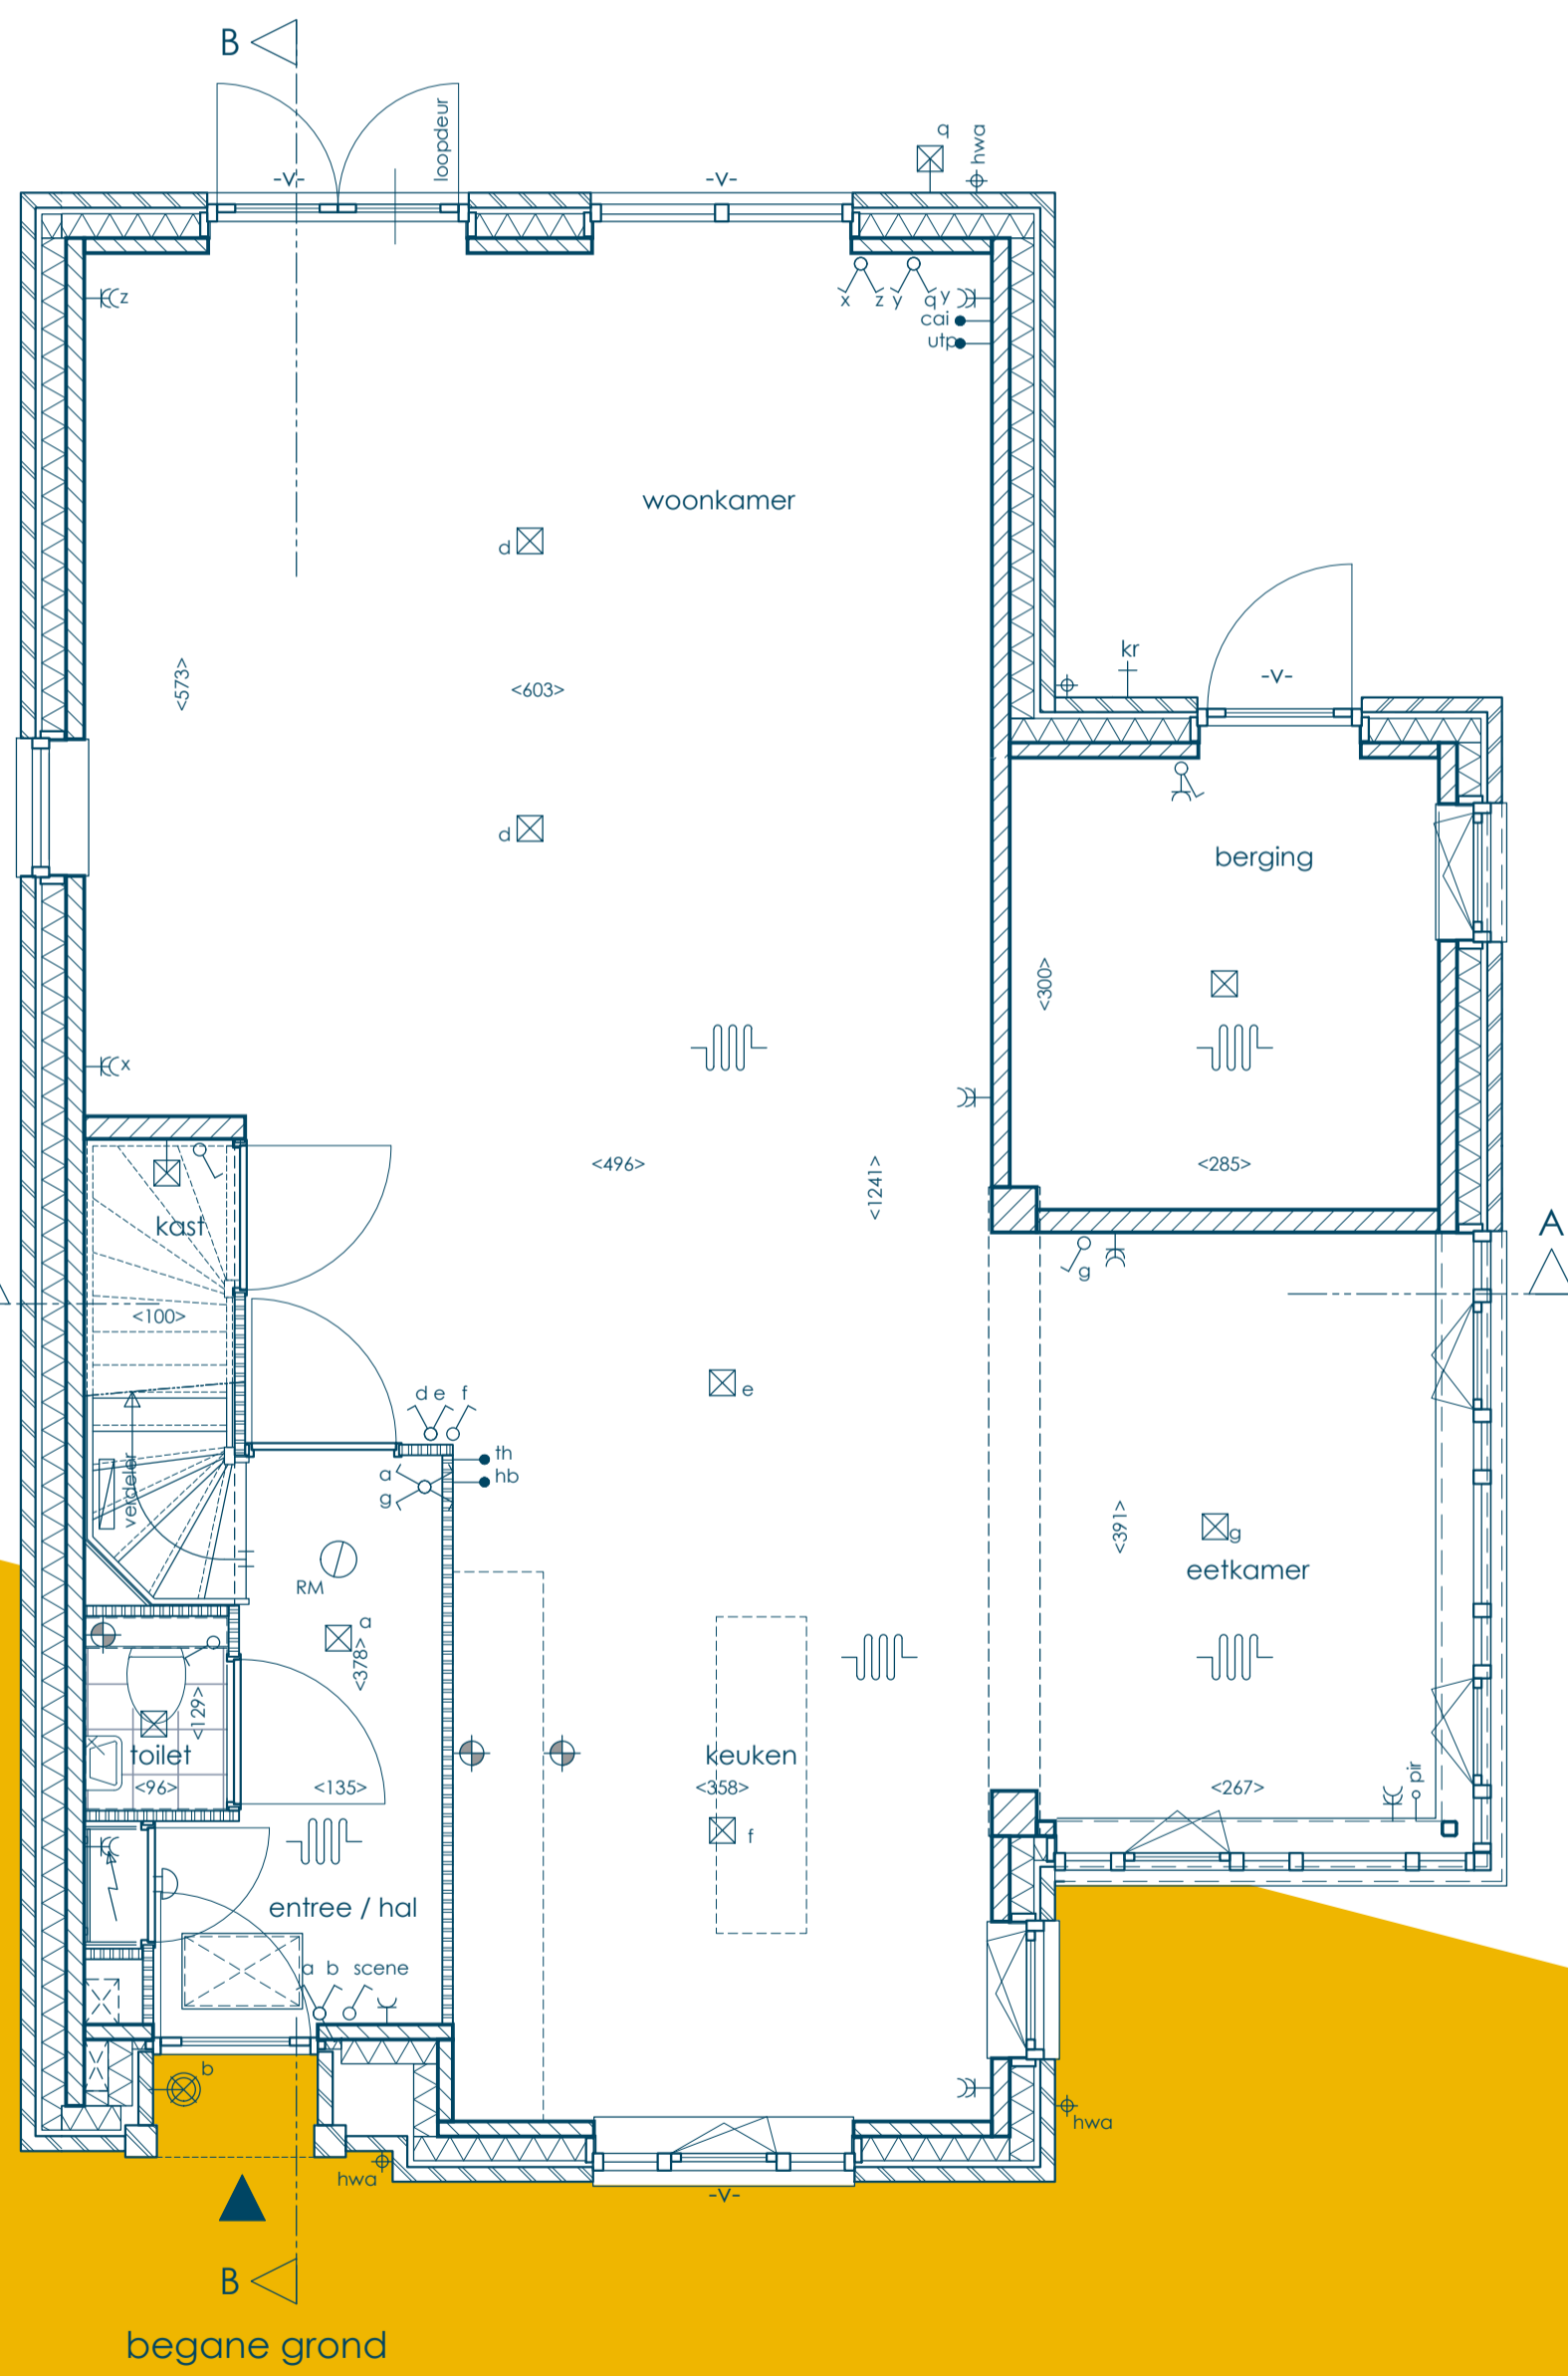 B
loopdeur
-v-
-v-
q
hwa
z
x z y q y
cai
utp
woonkamer
d
<573>
<603>
kr
-v-
d
berging
<300>
x
<496>
<1241>
<285>
kast
A
g
<100>
e
d e f
th
a
hb
g
verdeler
<391>
g
eetkamer
RM
a
<378>
<129>
toilet
keuken
<96>
<135>
<358>
<267>
pir
f
entree / hal
a b scene
b
hwa
hwa
-v-
B
begane grond